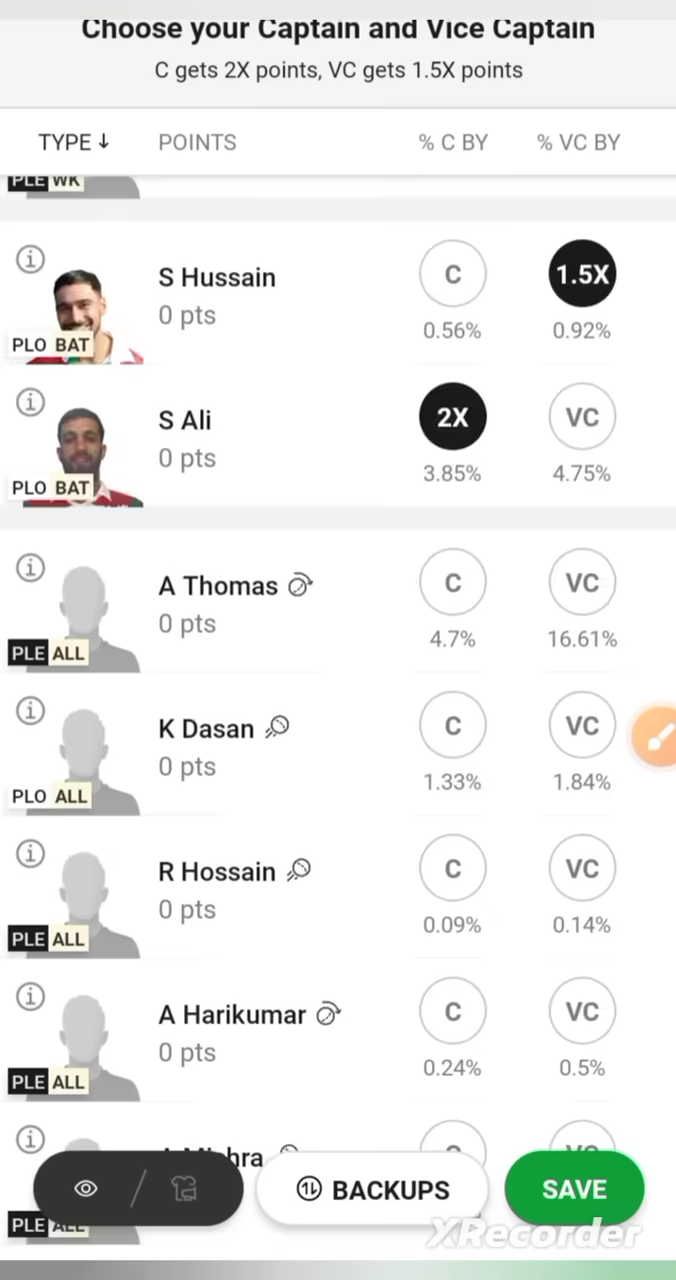 Choose your Captain and Vice Captain
C gets 2X points, VC gets 1.5X points
TYPE ↓ POINTS % C BY % VC BY
PLE WK
S Hussain C 1.5X
0 pts 0.56% 0.92%
PLO BAT
S Ali 2X VC
0 pts 3.85% 4.75%
PLO BAT
A Thomas C VC
0 pts 4.7% 16.61%
PLE ALL
K Dasan C VC
0 pts 1.33% 1.84%
PLO ALL
R Hossain C VC
0 pts 0.09% 0.14%
PLE ALL
A Harikumar C VC
0 pts 0.24% 0.5%
PLE ALL
C VC
BACKUPS SAVE
PLE ALL
XRecorder